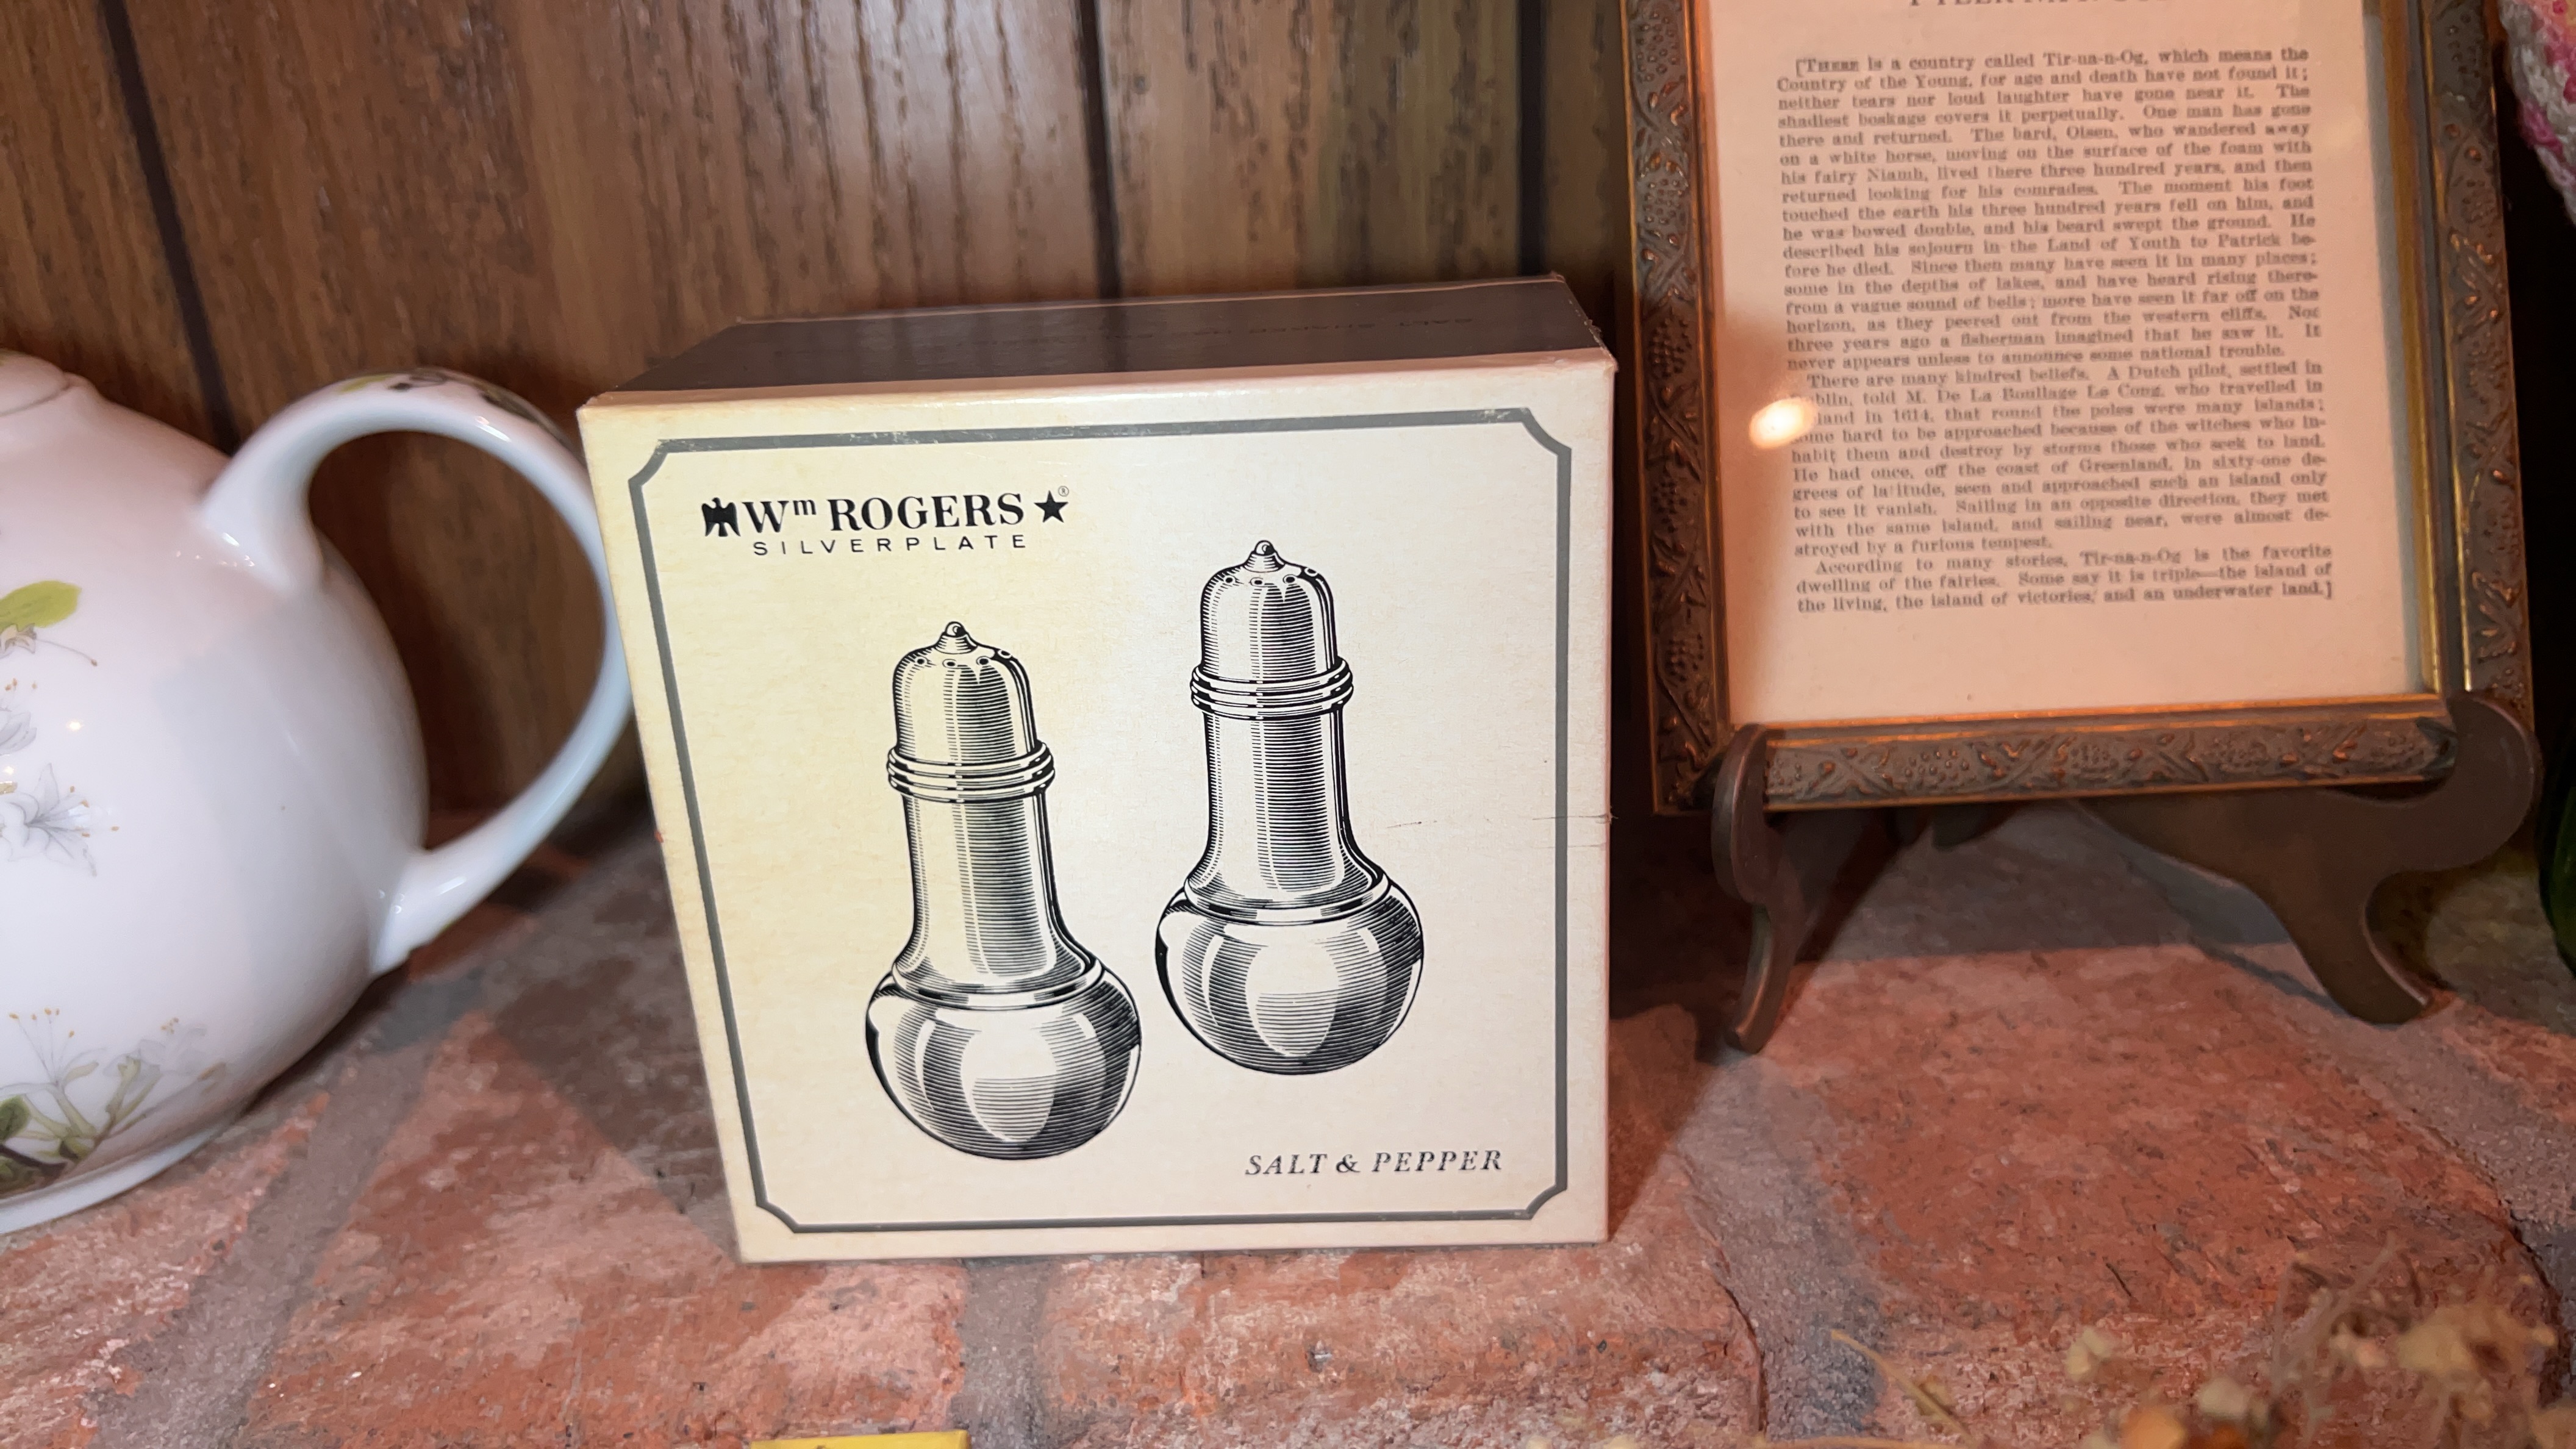 Wm ROGERS ★®
SILVERPLATE
SALT & PEPPER
[THERE is a country called Tir-na-n-Og, which means the
Country of the Young, for age and death have not found it;
neither tears nor loud laughter have gone near it. The
shadiest boskage covers it perpetually. One man has gone
there and returned. The bard, Oisen, who wandered away
on a white horse, moving on the surface of the foam with
his fairy Niamh, lived there three hundred years, and then
returned looking for his comrades. The moment his foot
touched the earth his three hundred years fell on him, and
he was bowed double, and his beard swept the ground. He
described his sojourn in the Land of Youth to Patrick be-
fore he died. Since then many have seen it in many places;
some in the depths of lakes, and have heard rising there-
from a vague sound of bells; more have seen it far off on the
horizon, as they peered out from the western cliffs. Not
three years ago a fisherman imagined that he saw it. It
never appears unless to announce some national trouble.
There are many kindred beliefs. A Dutch pilot, settled in
blin, told M. De La Boullage Le Cong, who travelled in
land in 1614, that round the poles were many islands;
some hard to be approached because of the witches who in-
habit them and destroy by storms those who seek to land.
He had once, off the coast of Greenland, in sixty-one de-
grees of latitude, seen and approached such an island only
to see it vanish. Sailing in an opposite direction, they met
with the same island, and sailing near, were almost de-
stroyed by a furious tempest.
According to many stories, Tir-na-n-Og is the favorite
dwelling of the fairies. Some say it is triple—the island of
the living, the island of victories, and an underwater land.]